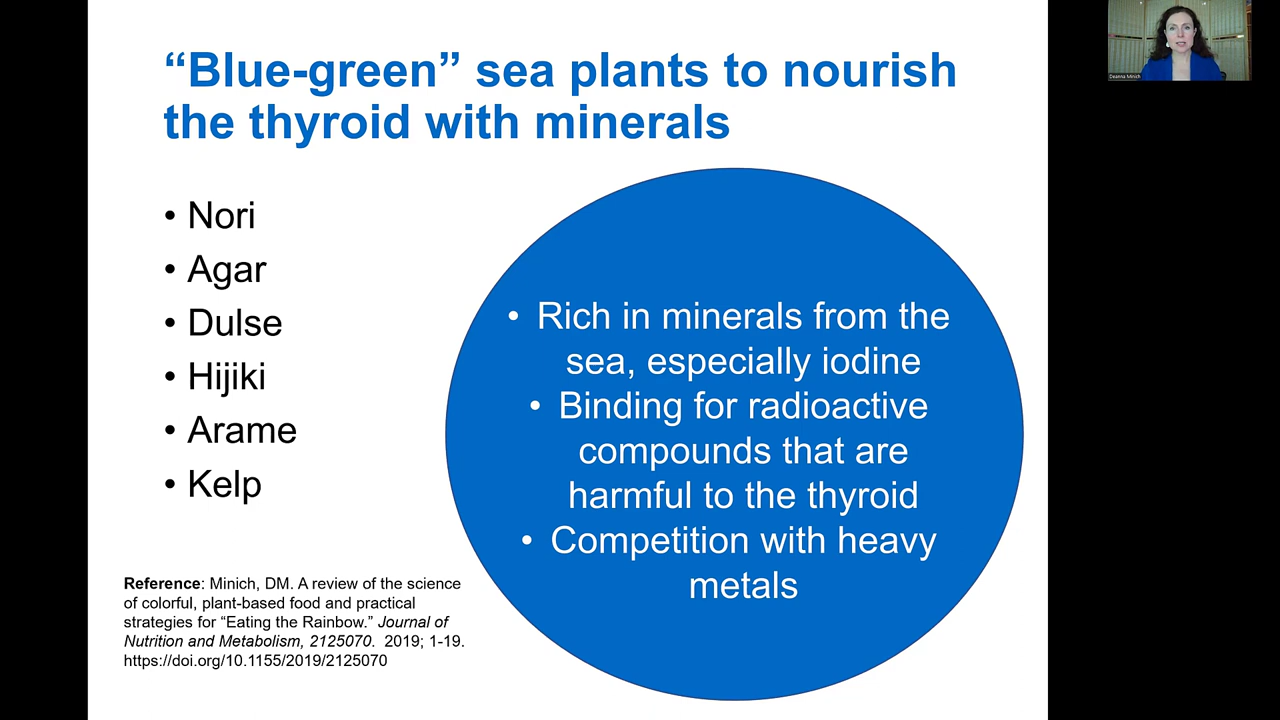 “Blue-green” sea plants to nourish
the thyroid with minerals
• Nori
• Agar
• Dulse
• Hijiki
• Arame
• Kelp
• Rich in minerals from the
sea, especially iodine
• Binding for radioactive
compounds that are
harmful to the thyroid
• Competition with heavy
metals
Reference: Minich, DM. A review of the science
of colorful, plant-based food and practical
strategies for “Eating the Rainbow.” Journal of
Nutrition and Metabolism, 2125070. 2019; 1-19.
https://doi.org/10.1155/2019/2125070
Deanna Minich